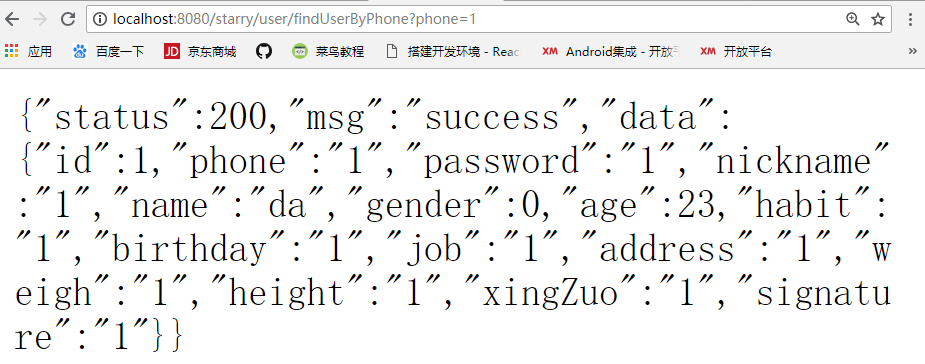 localhost:8080/starry/user/findUserByPhone?phone=1
应用 百度一下 JD 京东商城 菜鸟教程 搭建开发环境 - Reac XM Android集成 - 开放 XM 开放平台 »
{"status":200,"msg":"success","data":
{"id":1,"phone":"1","password":"1","nickname"
:"1","name":"da","gender":0,"age":23,"habit":
"1","birthday":"1","job":"1","address":"1","w
eigh":"1","height":"1","xingZuo":"1","signatu
re":"1"}}